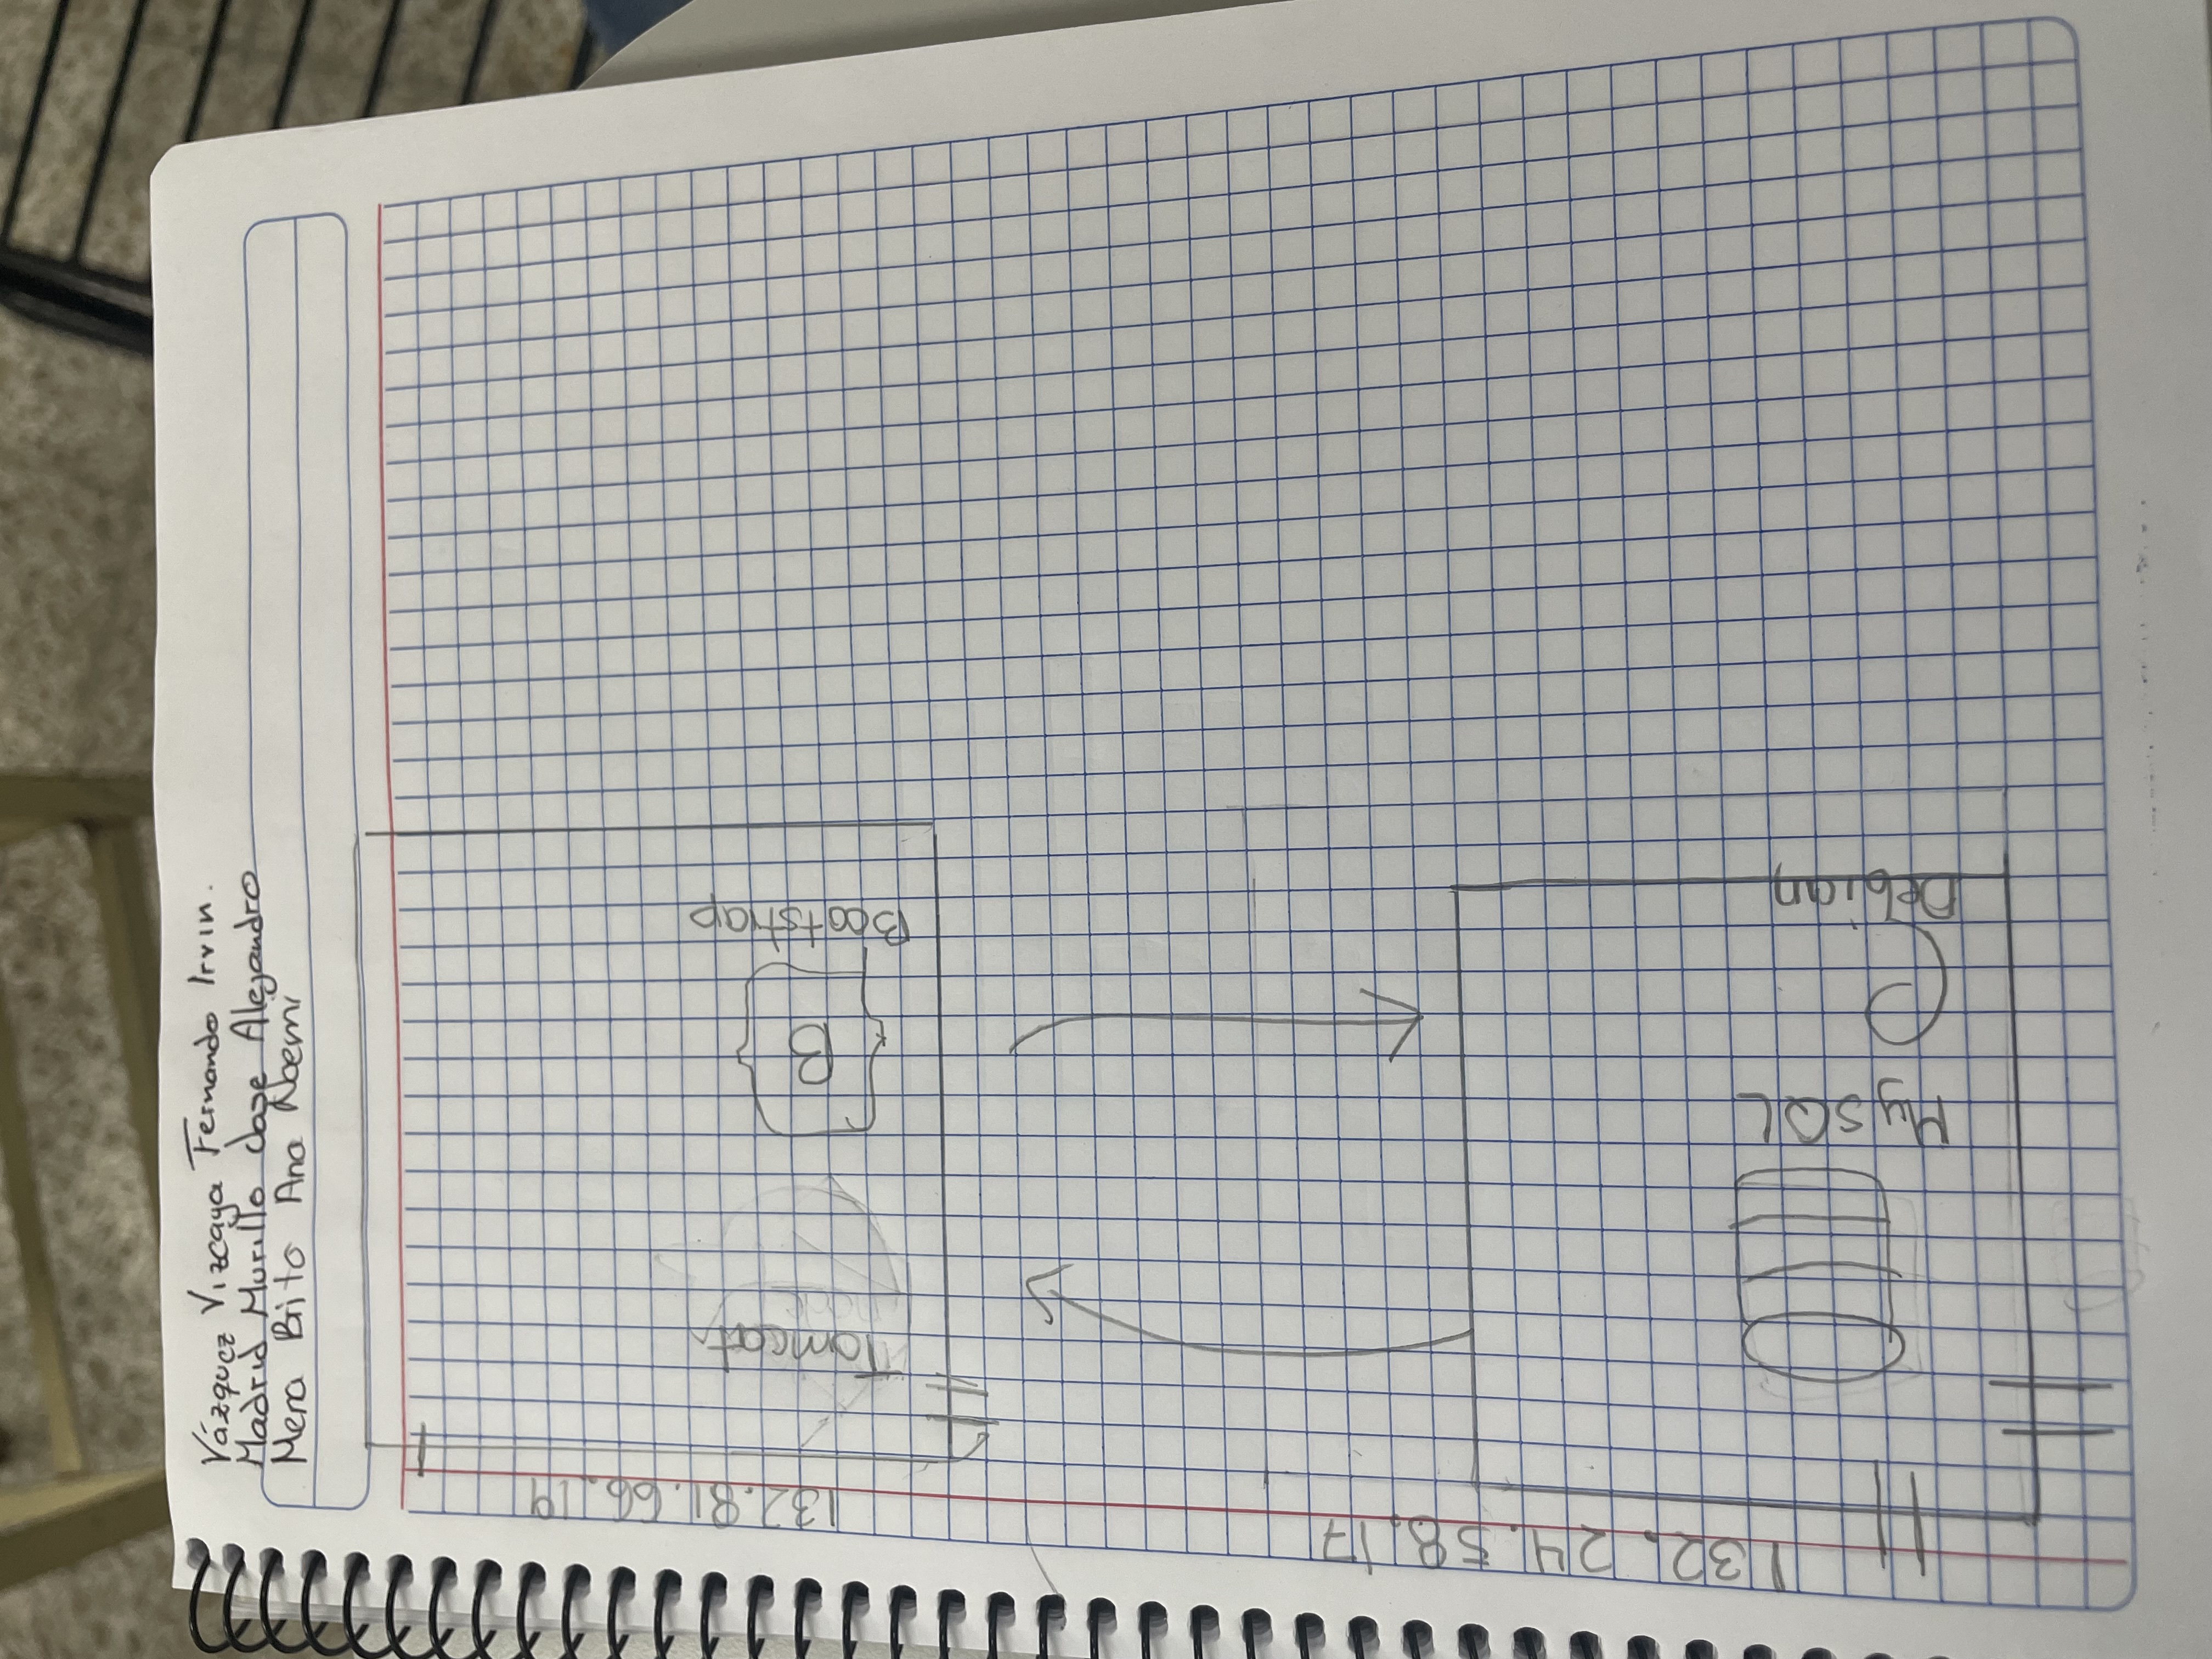 Vázquez Vizcaya Fernando Irvin.
Madrid Murillo Jose Alejandro
Mena Brito Ana Noemi
132.24.58.17
132.81.66.19
MySQL
Debian
Tomcat
B
Bootstrap